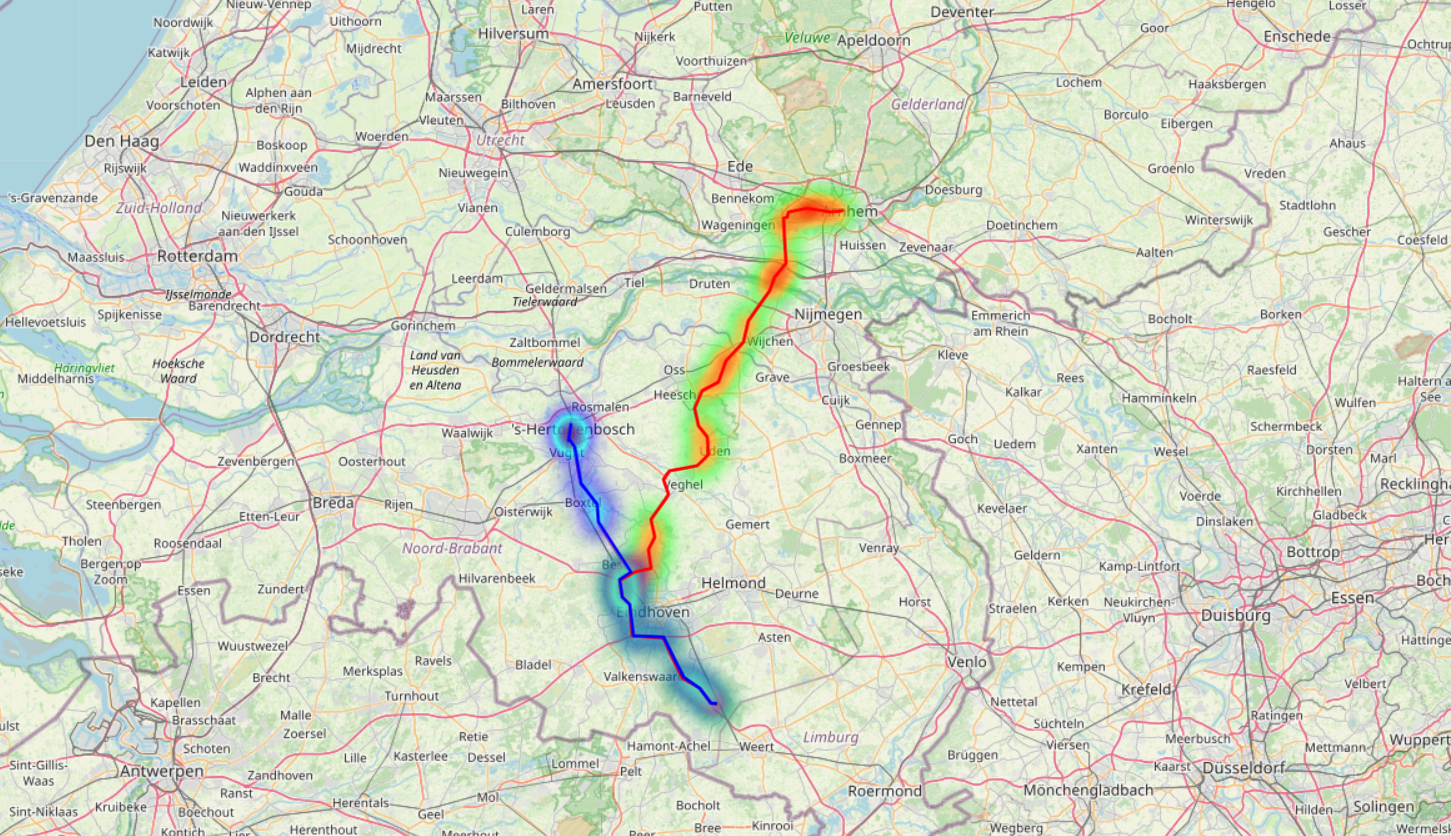 Nieuw-Vennep
Laren
Putten
Deventer
Hengelo
Losser
Noordwijk
Uithoorn
Hilversum
Nijkerk
Veluwe
Apeldoorn
Goor
Enschede
Ochtrup
Katwijk
Mijdrecht
Voorthuizen
Leiden
Amersfoort
Lochem
Haaksbergen
Voorschoten
Alphen aan
den Rijn
Maarssen
Bilthoven
Leusden
Barneveld
Gelderland
Vleuten
Borculo
Eibergen
Den Haag
Boskoop
Woerden
Utrecht
Ahaus
Rijswijk
Waddinxveen
Nieuwegein
Ede
Groenlo
Vreden
's-Gravenzande
Gouda
Bennekom
Doesburg
Zuid-Holland
Nieuwerkerk
aan den IJssel
Vianen
Culemborg
Wageningen
Doetinchem
Winterswijk
Stadtlohn
Schoonhoven
Huissen
Zevenaar
Gescher
Coesfeld
Maassluis
Rotterdam
Aalten
Leerdam
Geldermalsen
Tiel
Druten
IJsselmonde
Barendrecht
Tielerwaard
Spijkenisse
Hellevoetsluis
Dordrecht
Gorinchem
Nijmegen
Emmerich
am Rhein
Bocholt
Borken
Zaltbommel
Wijchen
Haringvliet
Hoeksche
Waard
Land van
Heusden
en Altena
Bommelerwaard
Oss
Grave
Groesbeek
Kleve
Middelharnis
Rees
Raesfeld
Kalkar
Haltern a
See
Heesch
Cuijk
Hamminkeln
Wulfen
Rosmalen
Waalwijk
Gennep
Goch
Uedem
Xanten
Wesel
Schermbeck
Dorsten
Marl
Zevenbergen
Oosterhout
Boxmeer
Recklingha
Steenbergen
Breda
Rijen
Oisterwijk
Veghel
Kevelaer
Voerde
Kirchhellen
Etten-Leur
Gemert
Dinslaken
Gladbeck
Tholen
Roosendaal
Noord-Brabant
Venray
Geldern
Bottrop
Bergen op
Zoom
Kamp-Lintfort
Essen
Zundert
Hilvarenbeek
Helmond
Deurne
Horst
Straelen
Kerken
Neukirchen-
Vluyn
Duisburg
Essen
Eindhoven
Wuustwezel
Asten
Hattinge
Brecht
Merksplas
Ravels
Bladel
Venlo
Kempen
Velbert
Turnhout
Krefeld
Kapellen
Brasschaat
Malle
Zoersel
Nettetal
Süchteln
Ratingen
Schoten
Retie
Limburg
Viersen
Meerbusch
Mettmann
Wuppert
Sint-Gillis-
Waas
Antwerpen
Lille
Kasterlee
Dessel
Hamont-Achel
Weert
Brüggen
Kaarst
Düsseldorf
Zandhoven
Lommel
Pelt
Ranst
Roermond
Mönchengladbach
Sint-Niklaas
Kruibeke
Boechout
Herentals
Geel
Mol
Bocholt
Hilden
Solingen
Kontich
Lier
Herenthout
Bree
Kinrooi
Wegberg